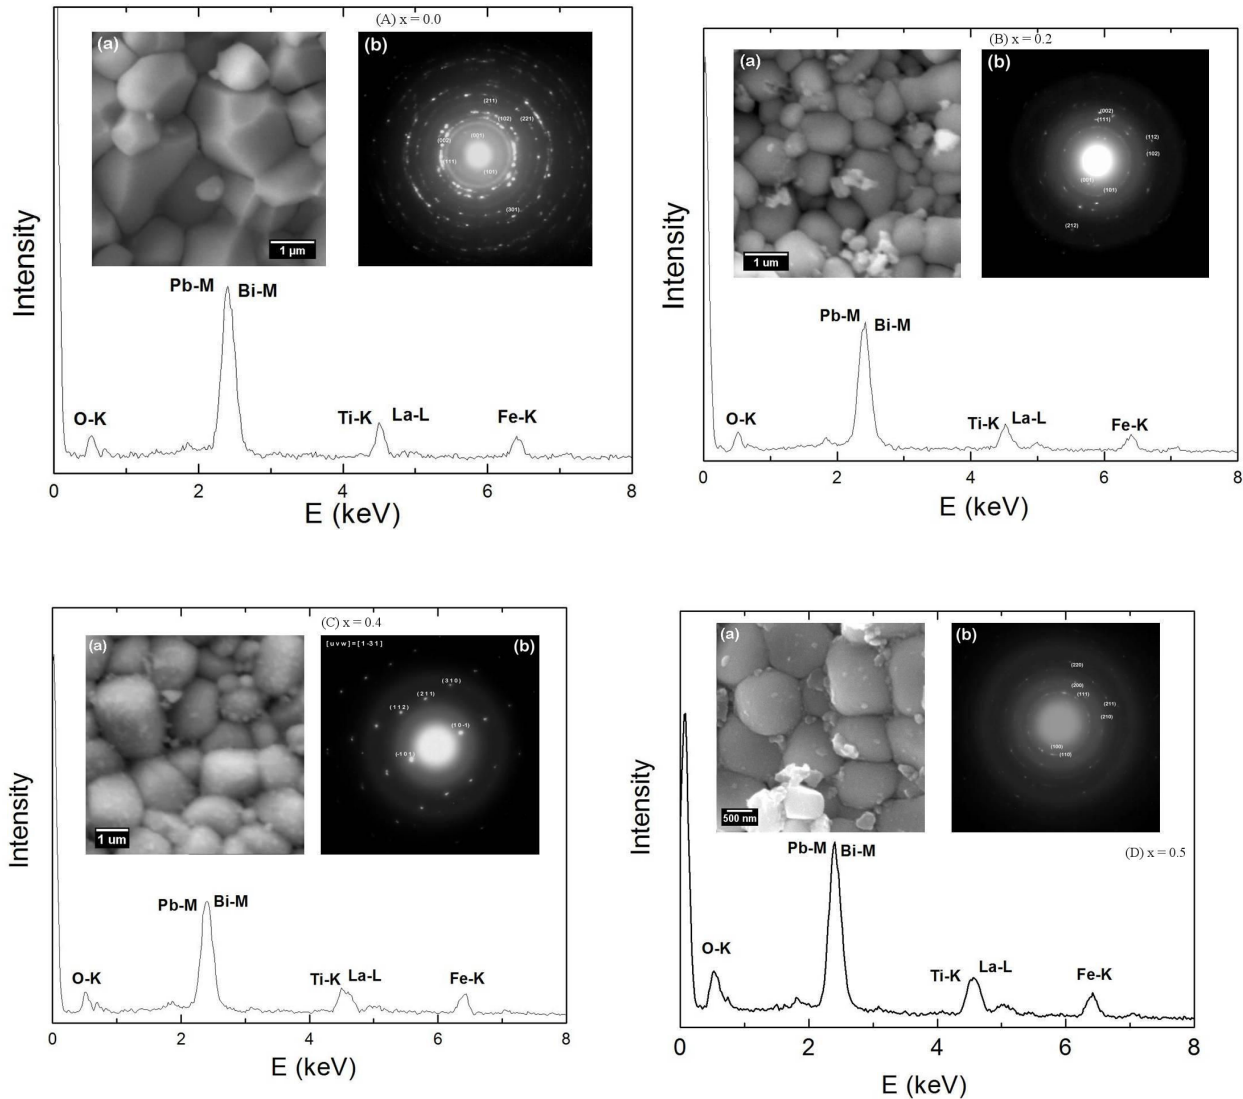 (A) x = 0.0
(a)
(b)
(211)
(102)
(221)
(001)
(002)
(111)
(101)
(301)
1 µm
Pb-M
Bi-M
O-K
Ti-K
La-L
Fe-K
Intensity
0 2 4 6 8
E (keV)
(B) x = 0.2
(a)
(b)
(002)
(111)
(112)
(102)
(001)
(101)
(212)
1 um
Pb-M
Bi-M
O-K
Ti-K
La-L
Fe-K
Intensity
0 2 4 6 8
E (keV)
(C) x = 0.4
(a)
[uvw]=[1-31]
(b)
(310)
(211)
(112)
(10-1)
(-101)
1 um
Pb-M
Bi-M
O-K
Ti-K
La-L
Fe-K
Intensity
0 2 4 6 8
E (keV)
(a)
(b)
(220)
(200)
(111)
(211)
(210)
(100)
(110)
500 nm
Pb-M
Bi-M
(D) x = 0.5
O-K
Ti-K
La-L
Fe-K
Intensity
0 2 4 6 8
E (keV)